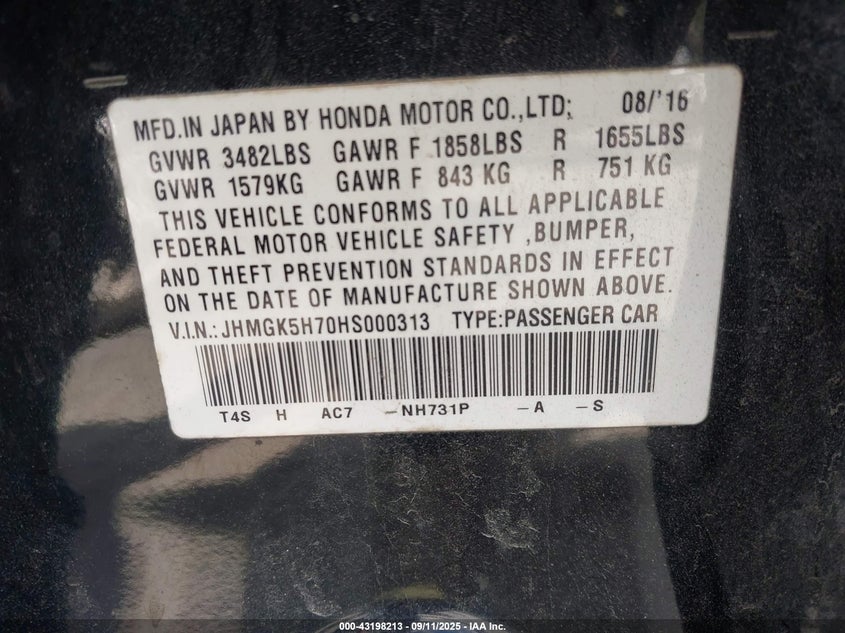 MFD.IN JAPAN BY HONDA MOTOR CO.,LTD; 08/'16
GVWR 3482LBS GAWR F 1858LBS R 1655LBS
GVWR 1579KG GAWR F 843 KG R 751 KG
THIS VEHICLE CONFORMS TO ALL APPLICABLE
FEDERAL MOTOR VEHICLE SAFETY ,BUMPER,
AND THEFT PREVENTION STANDARDS IN EFFECT
ON THE DATE OF MANUFACTURE SHOWN ABOVE.
V.I.N.: JHMGK5H70HS000313 TYPE:PASSENGER CAR
T4S H AC7 -NH731P -A -S
000-43198213 - 09/11/2025 - IAA Inc.